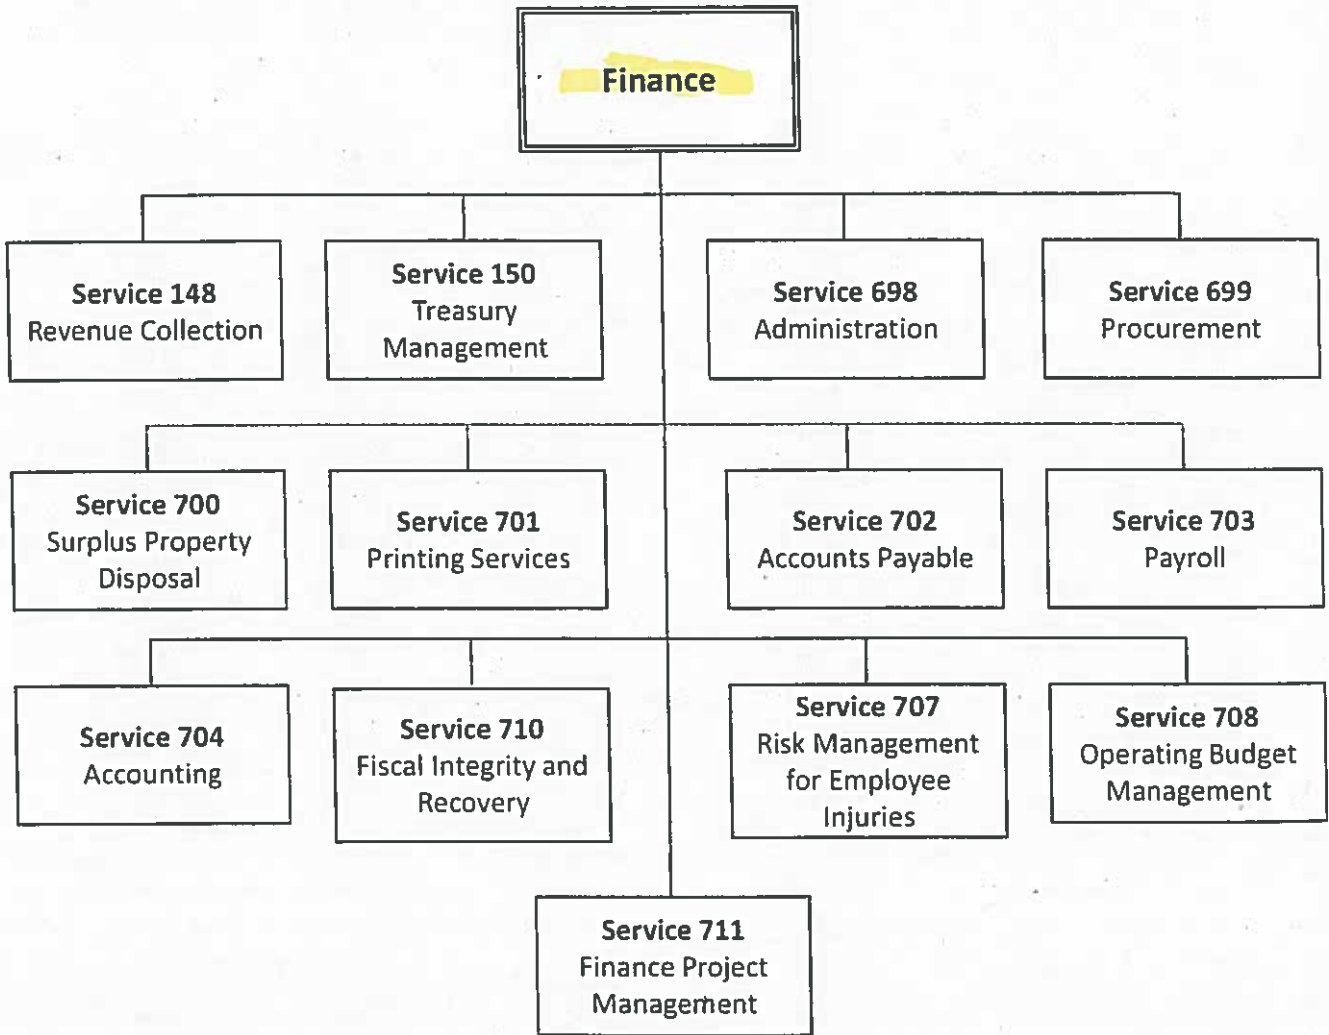 Finance
Service 148
Revenue Collection
Service 150
Treasury
Management
Service 698
Administration
Service 699
Procurement
Service 700
Surplus Property
Disposal
Service 701
Printing Services
Service 702
Accounts Payable
Service 703
Payroll
Service 704
Accounting
Service 710
Fiscal Integrity and
Recovery
Service 707
Risk Management
for Employee
Injuries
Service 708
Operating Budget
Management
Service 711
Finance Project
Management